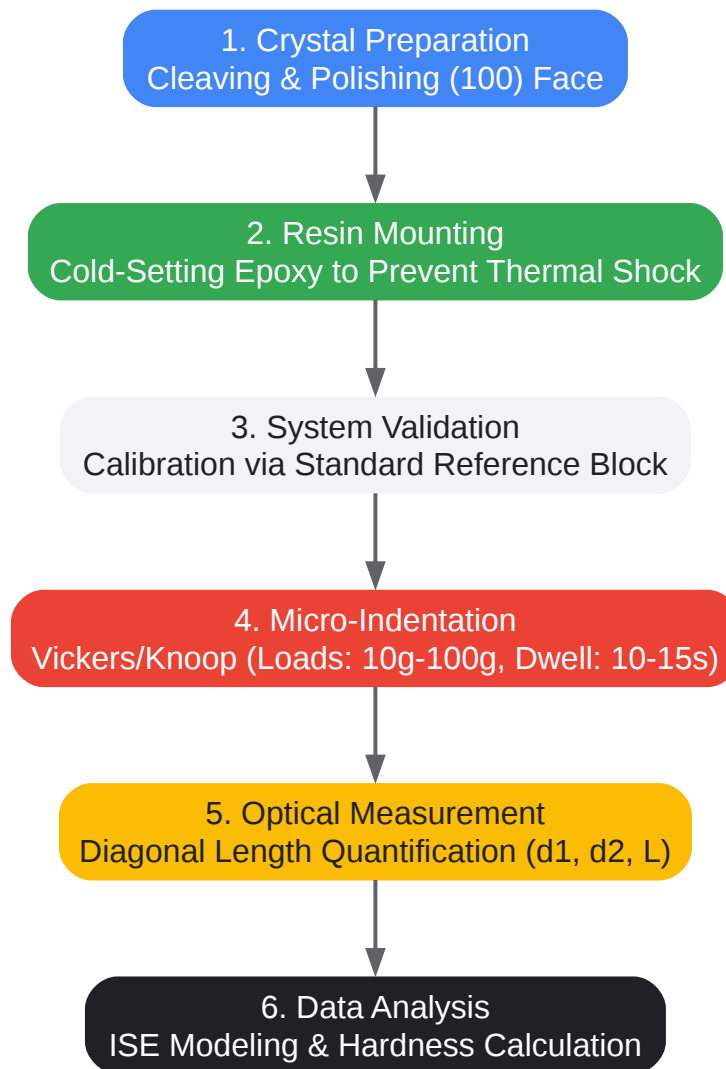 1. Crystal Preparation
Cleaving & Polishing (100) Face
2. Resin Mounting
Cold-Setting Epoxy to Prevent Thermal Shock
3. System Validation
Calibration via Standard Reference Block
4. Micro-Indentation
Vickers/Knoop (Loads: 10g-100g, Dwell: 10-15s)
5. Optical Measurement
Diagonal Length Quantification (d1, d2, L)
6. Data Analysis
ISE Modeling & Hardness Calculation